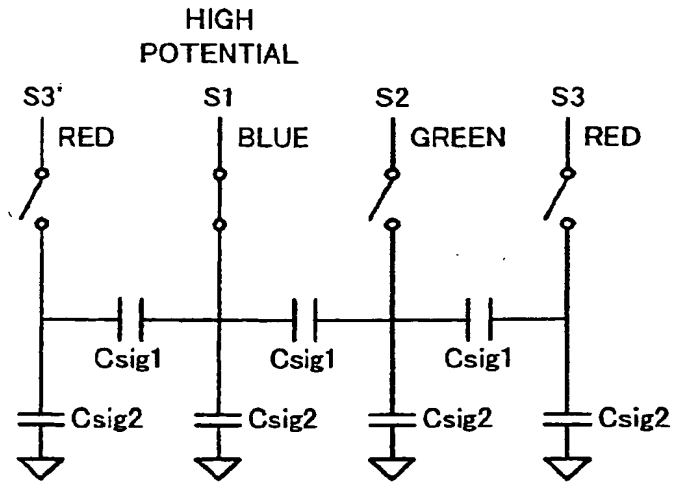 HIGH
POTENTIAL
S3* S1 S2 S3
RED BLUE GREEN RED
Csig1 Csig1 Csig1
Csig2 Csig2 Csig2 Csig2